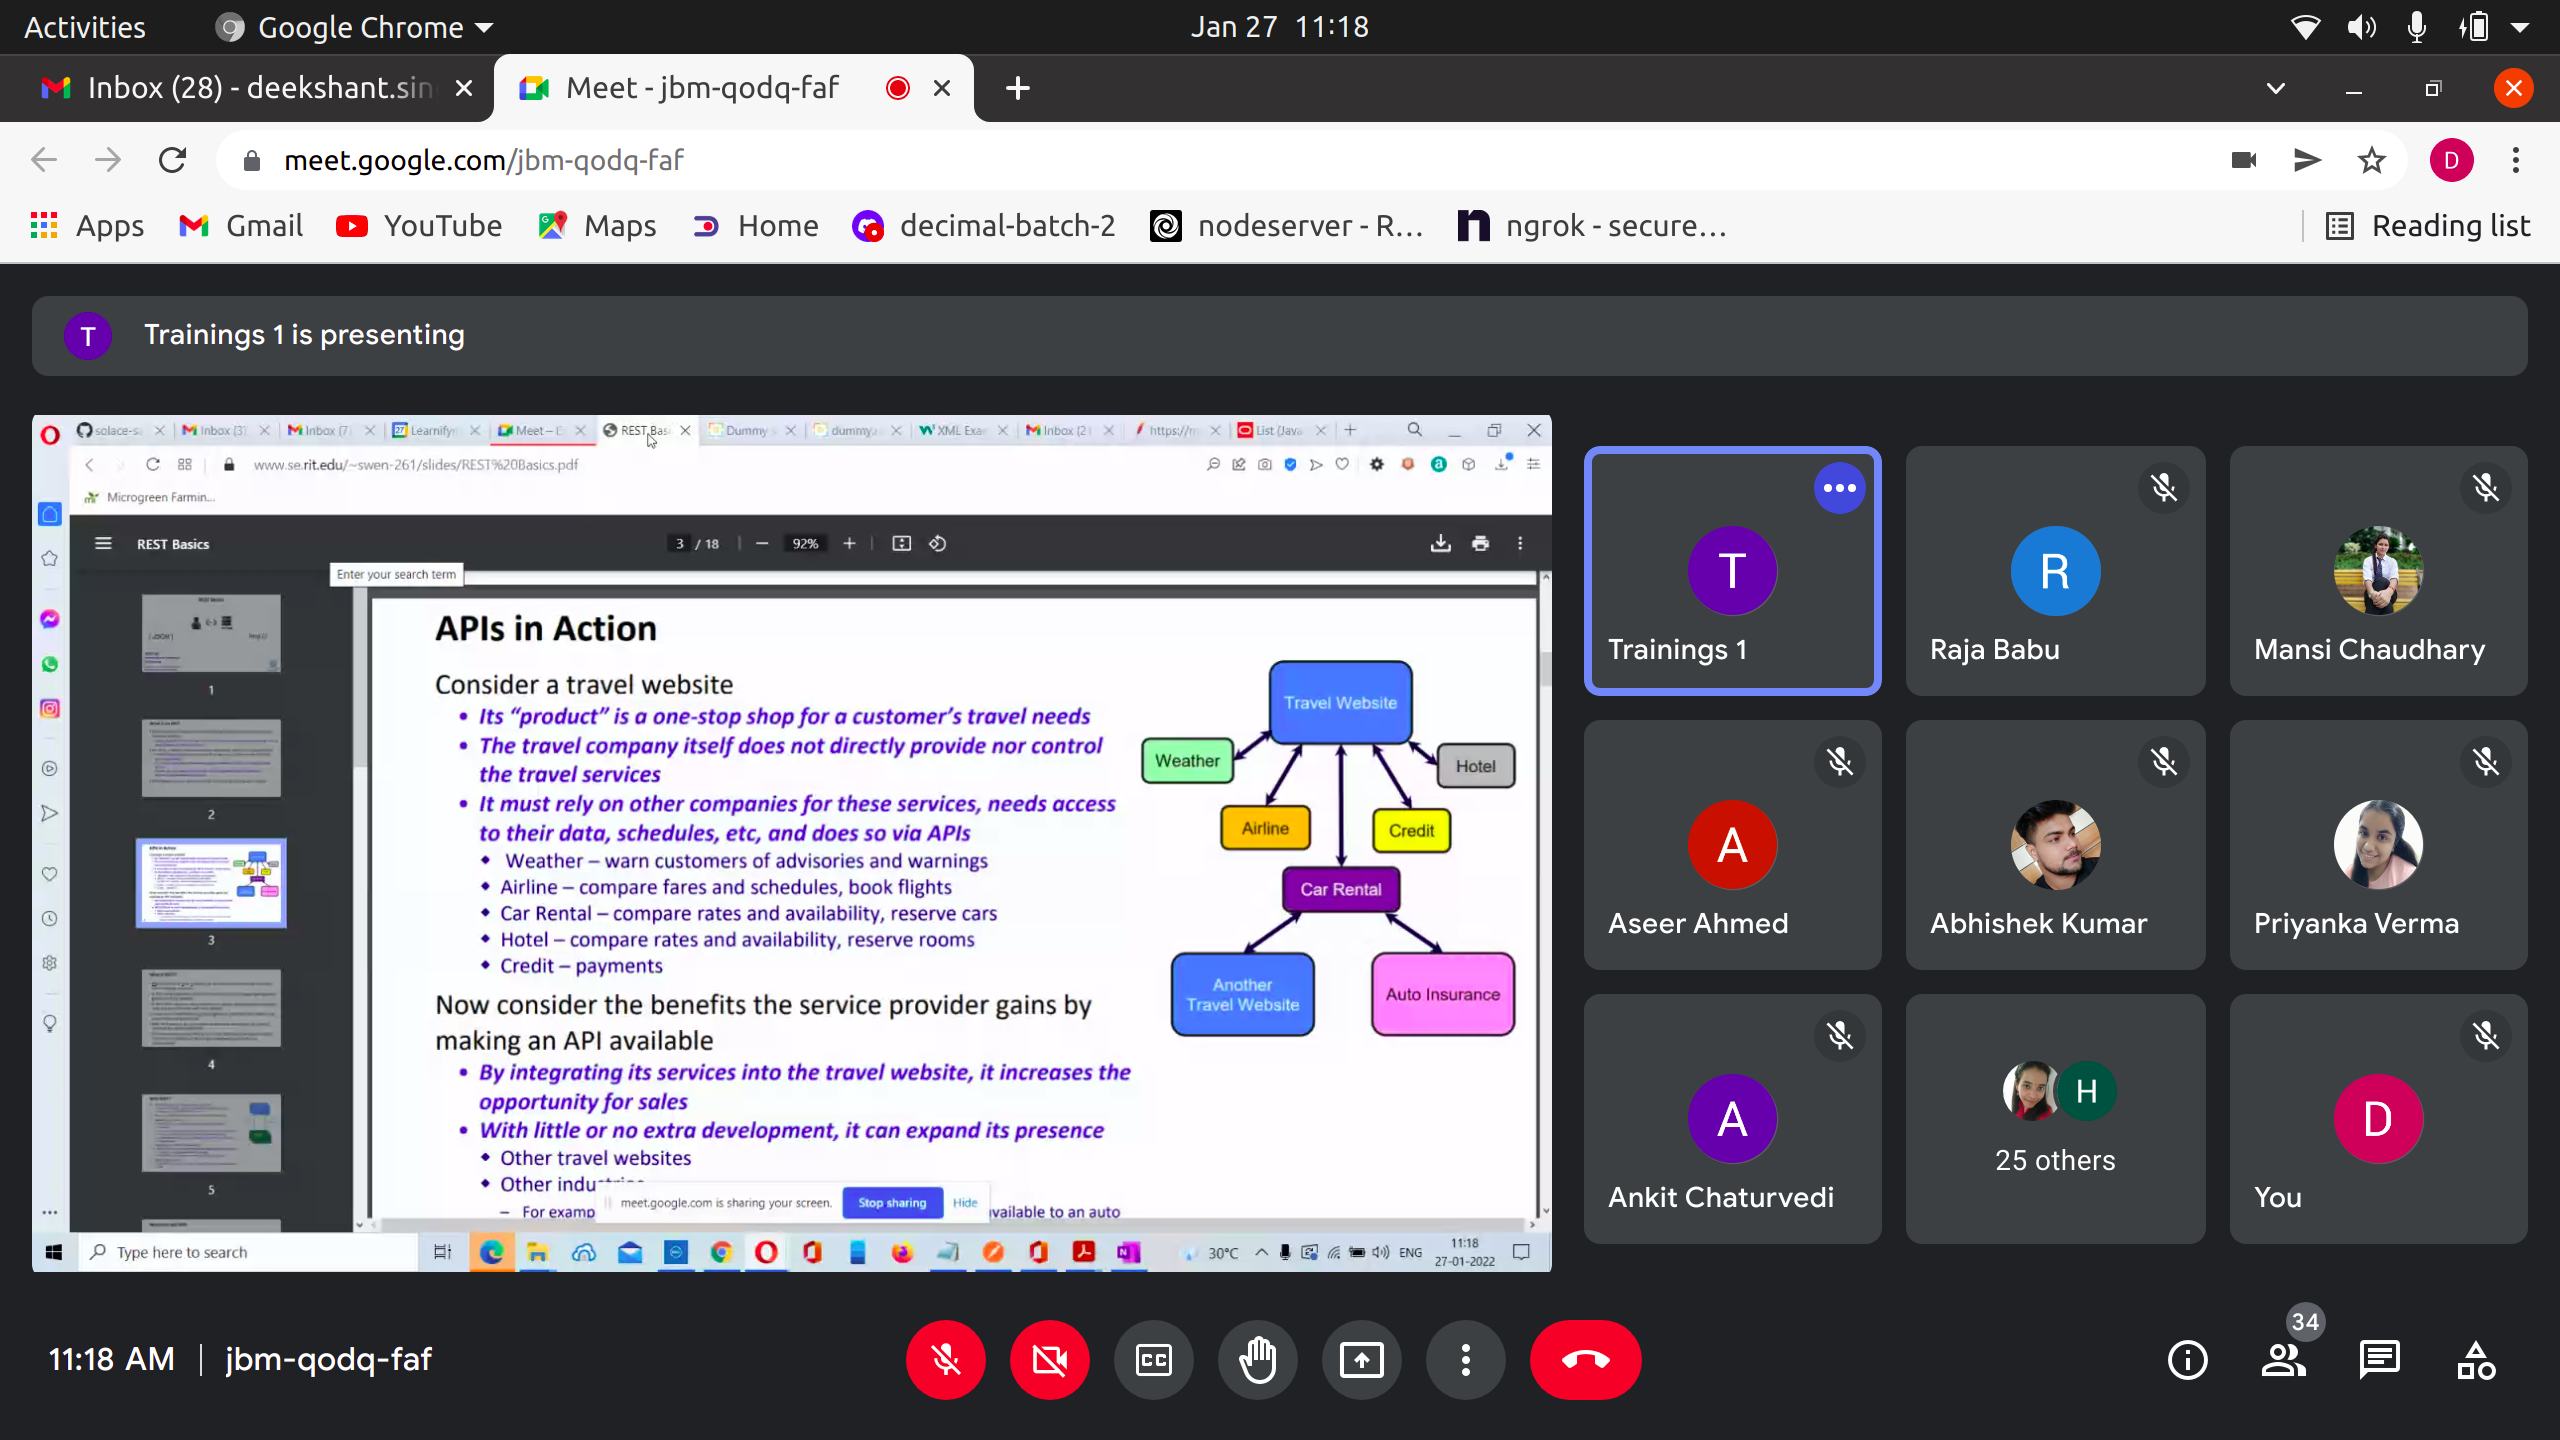 Activities
Google Chrome
Jan 27 11:18
Inbox (28) - deekshant.sin
Meet - jbm-qodq-faf
meet.google.com/jbm-qodq-faf
D
Apps
Gmail
YouTube
Maps
Home
decimal-batch-2
nodeserver - R...
ngrok - secure...
Reading list
T
Trainings 1 is presenting
solace-s
Inbox (3)
Inbox (7)
Learnify
Meet –
REST Bas
Dummy
dummy
XML Exa
Inbox (2
https://m
List (Java
www.se.rit.edu/~swen-261/slides/REST%20Basics.pdf
Microgreen Farmin...
REST Basics
3 / 18
92%
Enter your search term
1
2
3
4
5
APIs in Action
Consider a travel website
• Its “product” is a one-stop shop for a customer’s travel needs
• The travel company itself does not directly provide nor control
the travel services
• It must rely on other companies for these services, needs access
to their data, schedules, etc, and does so via APIs
Weather – warn customers of advisories and warnings
Airline – compare fares and schedules, book flights
Car Rental – compare rates and availability, reserve cars
Hotel – compare rates and availability, reserve rooms
Credit – payments
Now consider the benefits the service provider gains by
making an API available
• By integrating its services into the travel website, it increases the
opportunity for sales
• With little or no extra development, it can expand its presence
Other travel websites
Other indu
– For examp
vailable to an auto
Travel Website
Weather
Hotel
Airline
Credit
Car Rental
Another
Travel Website
Auto Insurance
meet.google.com is sharing your screen.
Stop sharing
Hide
Type here to search
30°C
ENG
11:18
27-01-2022
T
Trainings 1
R
Raja Babu
Mansi Chaudhary
A
Aseer Ahmed
Abhishek Kumar
Priyanka Verma
A
Ankit Chaturvedi
H
25 others
D
You
11:18 AM | jbm-qodq-faf
CC
34